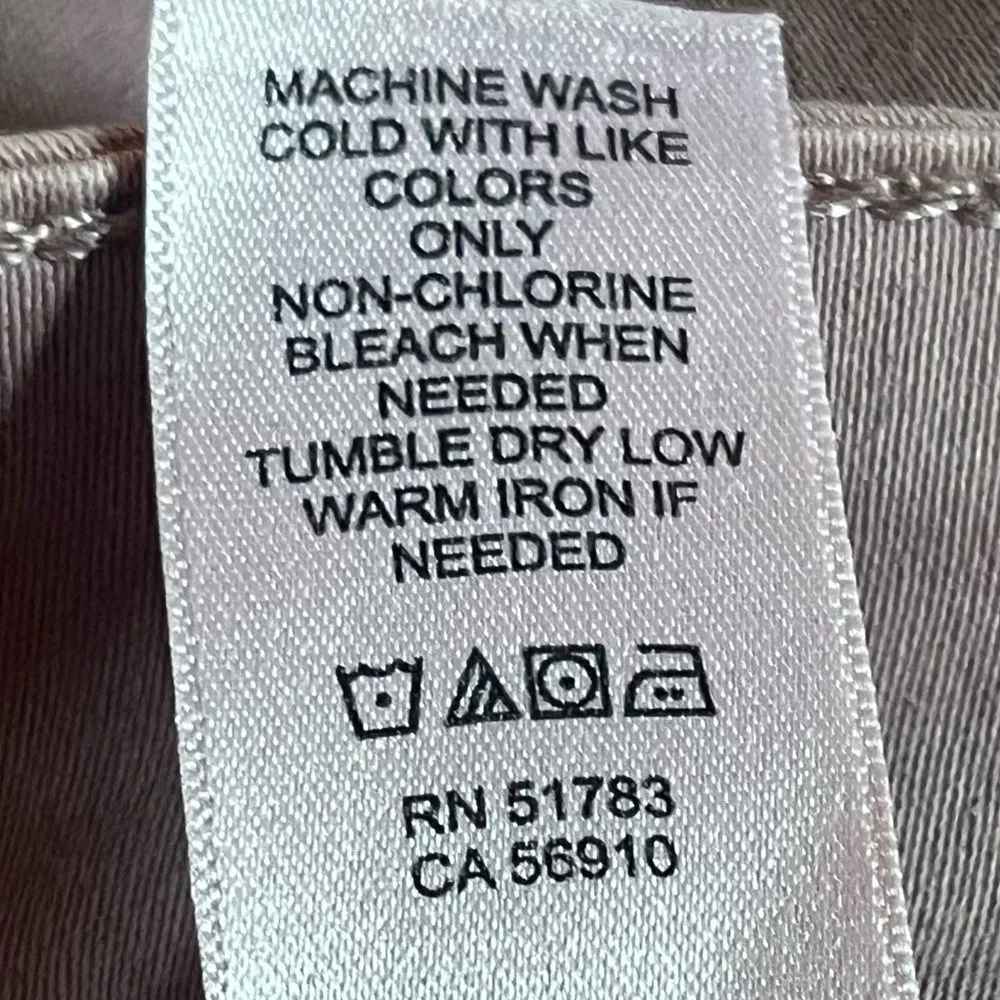 MACHINE WASH
COLD WITH LIKE
COLORS
ONLY
NON-CHLORINE
BLEACH WHEN
NEEDED
TUMBLE DRY LOW
WARM IRON IF
NEEDED
RN 51783
CA 56910